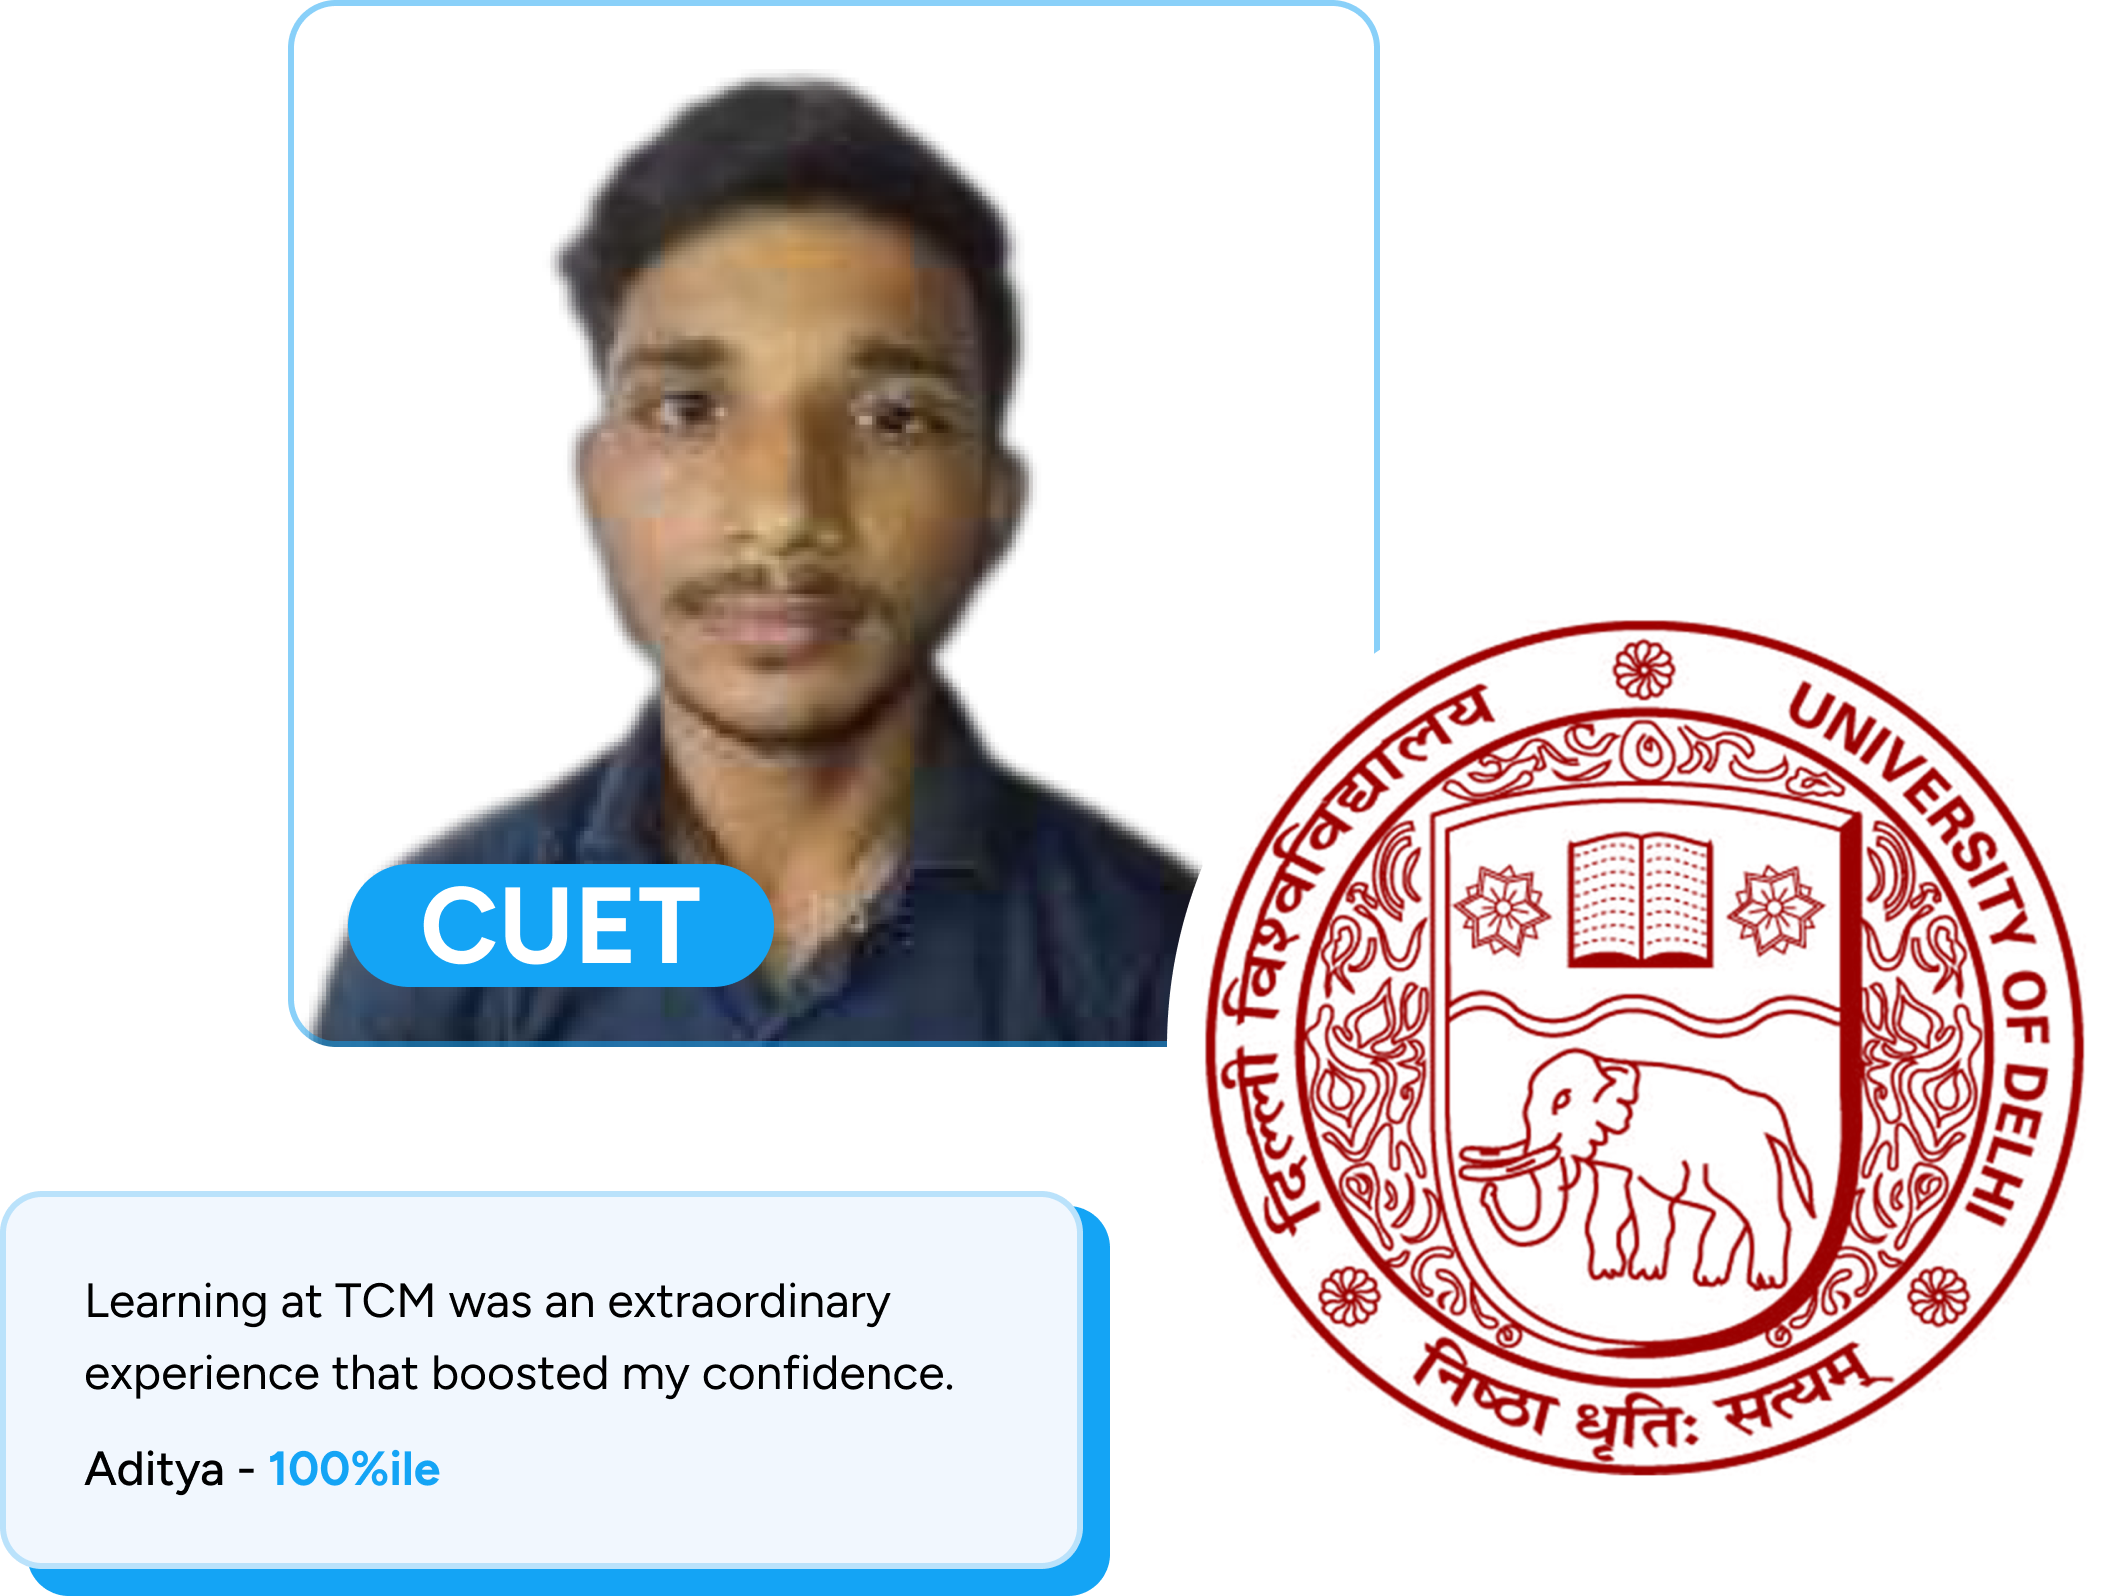 CUET
दिल्ली विश्वविद्यालय
UNIVERSITY OF DELHI
निष्ठा धृतिः सत्यम्
Learning at TCM was an extraordinary
experience that boosted my confidence.
Aditya - 100%ile